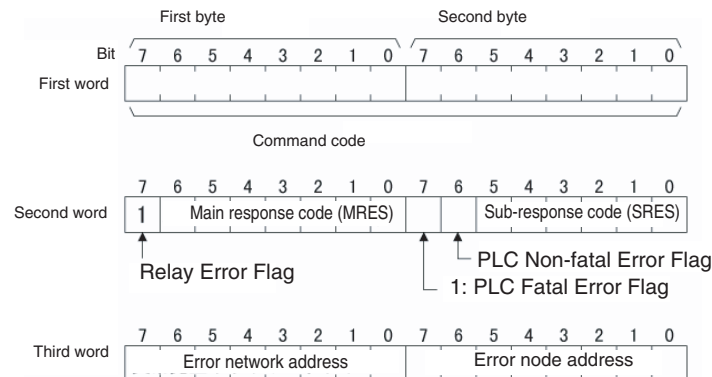 First byte Second byte
Bit 7 6 5 4 3 2 1 0 7 6 5 4 3 2 1 0
First word
Command code
7 6 5 4 3 2 1 0 7 6 5 4 3 2 1 0
Second word 1 Main response code (MRES) Sub-response code (SRES)
PLC Non-fatal Error Flag
Relay Error Flag
1: PLC Fatal Error Flag
7 6 5 4 3 2 1 0 7 6 5 4 3 2 1 0
Third word
Error network address Error node address